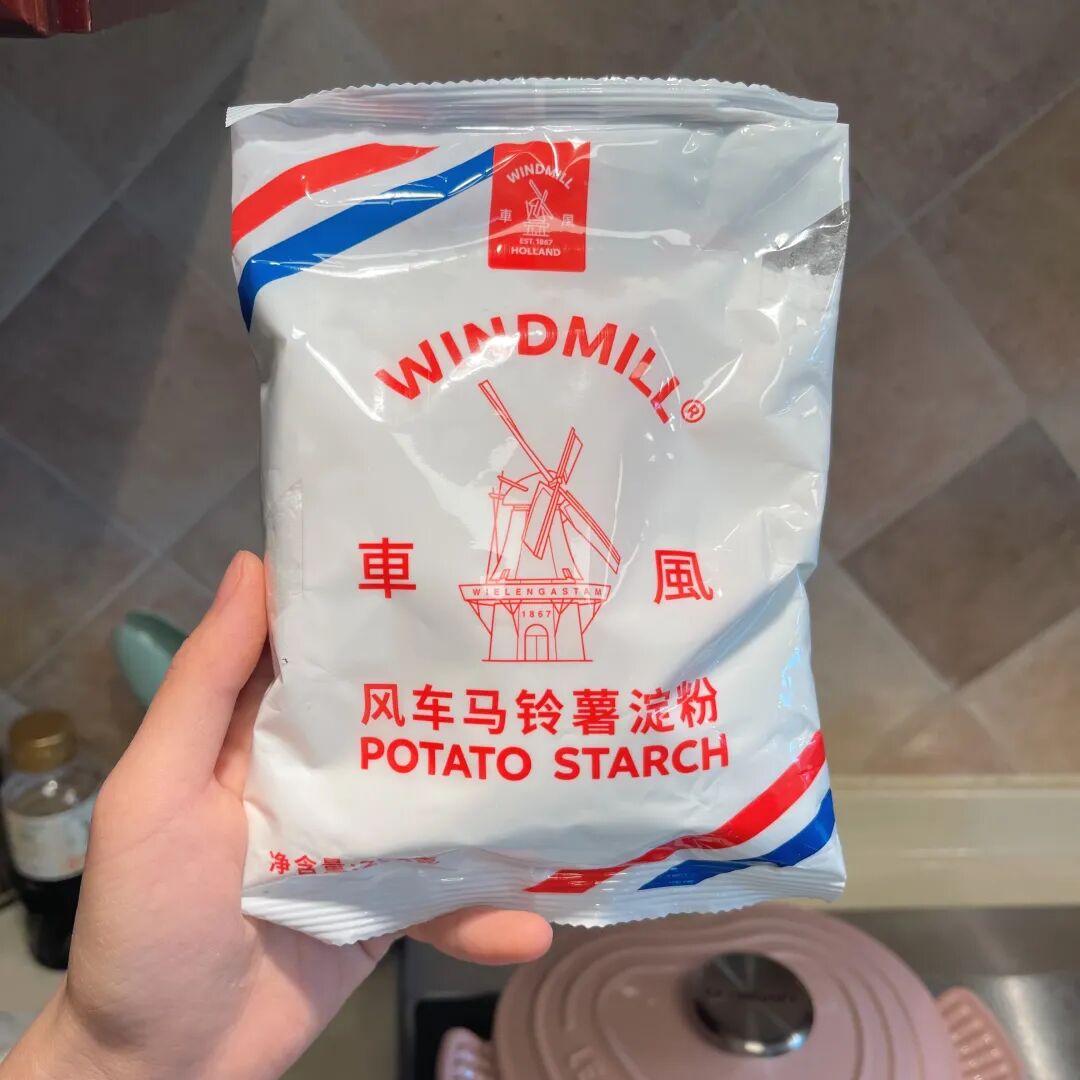 WINDMILL
車 風
EST. 1867
HOLLAND
WINDMILL®
車 風
WIELENGASTAM
1867
风车马铃薯淀粉
POTATO STARCH
净含量: